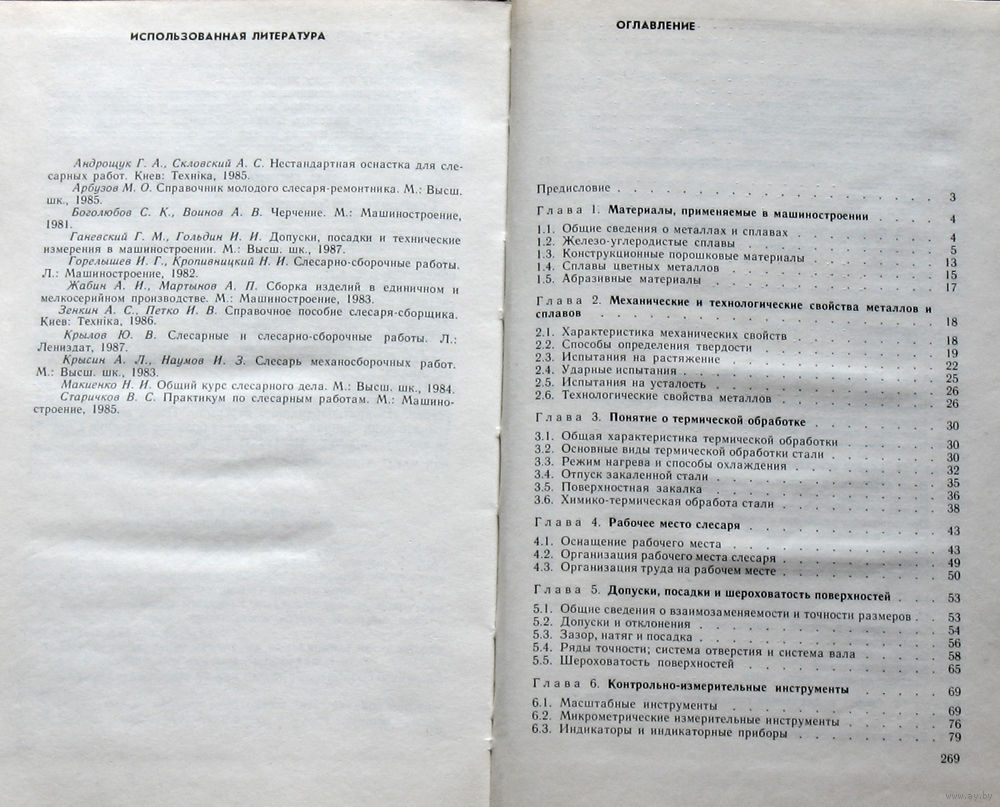 ИСПОЛЬЗОВАННАЯ ЛИТЕРАТУРА
Андрощук Г. А., Скловский А. С. Нестандартная оснастка для сле-
сарных работ. Киев: Техніка, 1985.
Арбузов М. О. Справочник молодого слесаря-ремонтника. М.: Высш.
шк., 1985.
Боголюбов С. К., Воинов А. В. Черчение. М.: Машиностроение,
1981.
Ганевский Г. М., Гольдин И. И. Допуски, посадки и технические
измерения в машиностроении. М.: Высш. шк., 1987.
Горелышев И. Г., Кропивницкий Н. И. Слесарно-сборочные работы.
Л.: Машиностроение, 1982.
Жабин А. И., Мартынов А. П. Сборка изделий в единичном и
мелкосерийном производстве. М.: Машиностроение, 1983.
Зенкин А. С., Петко И. В. Справочное пособие слесаря-сборщика.
Киев: Техніка, 1986.
Крылов Ю. В. Слесарные и слесарно-сборочные работы. Л.:
Лениздат, 1987.
Крысин А. Л., Наумов И. З. Слесарь механосборочных работ.
М.: Высш. шк., 1983.
Макиенко Н. И. Общий курс слесарного дела. М.: Высш. шк., 1984.
Старичков В. С. Практикум по слесарным работам. М.: Машино-
строение, 1985.
ОГЛАВЛЕНИЕ
Предисловие . . . 3
Глава 1. Материалы, применяемые в машиностроении . . . 4
1.1. Общие сведения о металлах и сплавах . . . 4
1.2. Железо-углеродистые сплавы . . . 5
1.3. Конструкционные порошковые материалы . . . 13
1.4. Сплавы цветных металлов . . . 15
1.5. Абразивные материалы . . . 17
Глава 2. Механические и технологические свойства металлов и
сплавов . . . 18
2.1. Характеристика механических свойств . . . 18
2.2. Способы определения твердости . . . 19
2.3. Испытания на растяжение . . . 22
2.4. Ударные испытания . . . 25
2.5. Испытания на усталость . . . 26
2.6. Технологические свойства металлов . . . 26
Глава 3. Понятие о термической обработке . . . 30
3.1. Общая характеристика термической обработки . . . 30
3.2. Основные виды термической обработки стали . . . 30
3.3. Режим нагрева и способы охлаждения . . . 32
3.4. Отпуск закаленной стали . . . 35
3.5. Поверхностная закалка . . . 36
3.6. Химико-термическая обработа стали . . . 38
Глава 4. Рабочее место слесаря . . . 43
4.1. Оснащение рабочего места . . . 43
4.2. Организация рабочего места слесаря . . . 49
4.3. Организация труда на рабочем месте . . . 50
Глава 5. Допуски, посадки и шероховатость поверхностей . . . 53
5.1. Общие сведения о взаимозаменяемости и точности размеров . 53
5.2. Допуски и отклонения . . . 54
5.3. Зазор, натяг и посадка . . . 56
5.4. Ряды точности; система отверстия и система вала . . . 58
5.5. Шероховатость поверхностей . . . 65
Глава 6. Контрольно-измерительные инструменты . . . 69
6.1. Масштабные инструменты . . . 69
6.2. Микрометрические измерительные инструменты . . . 76
6.3. Индикаторы и индикаторные приборы . . . 79
269
www.ay.by